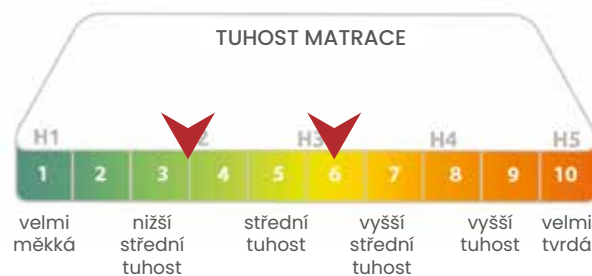 TUHOST MATRACE
H1 2 H3 H4 H5
1 2 3 4 5 6 7 8 9 10
velmi měkká
nižší střední tuhost
střední tuhost
vyšší střední tuhost
vyšší tuhost
velmi tvrdá